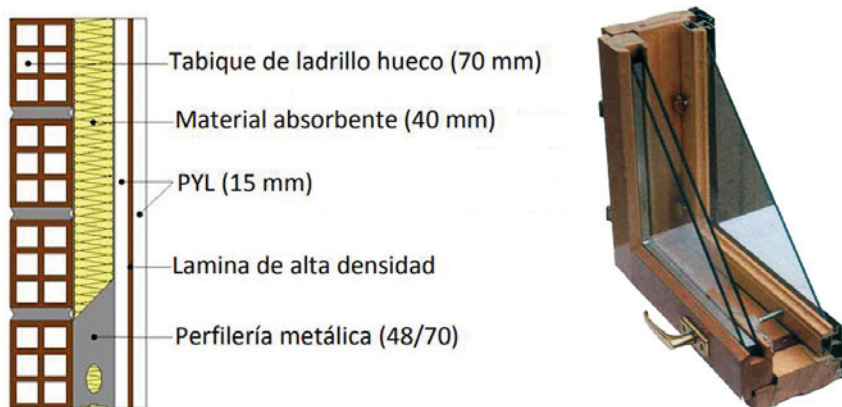 Tabique de ladrillo hueco (70 mm)
Material absorbente (40 mm)
PYL (15 mm)
Lamina de alta densidad
Perfilería metálica (48/70)